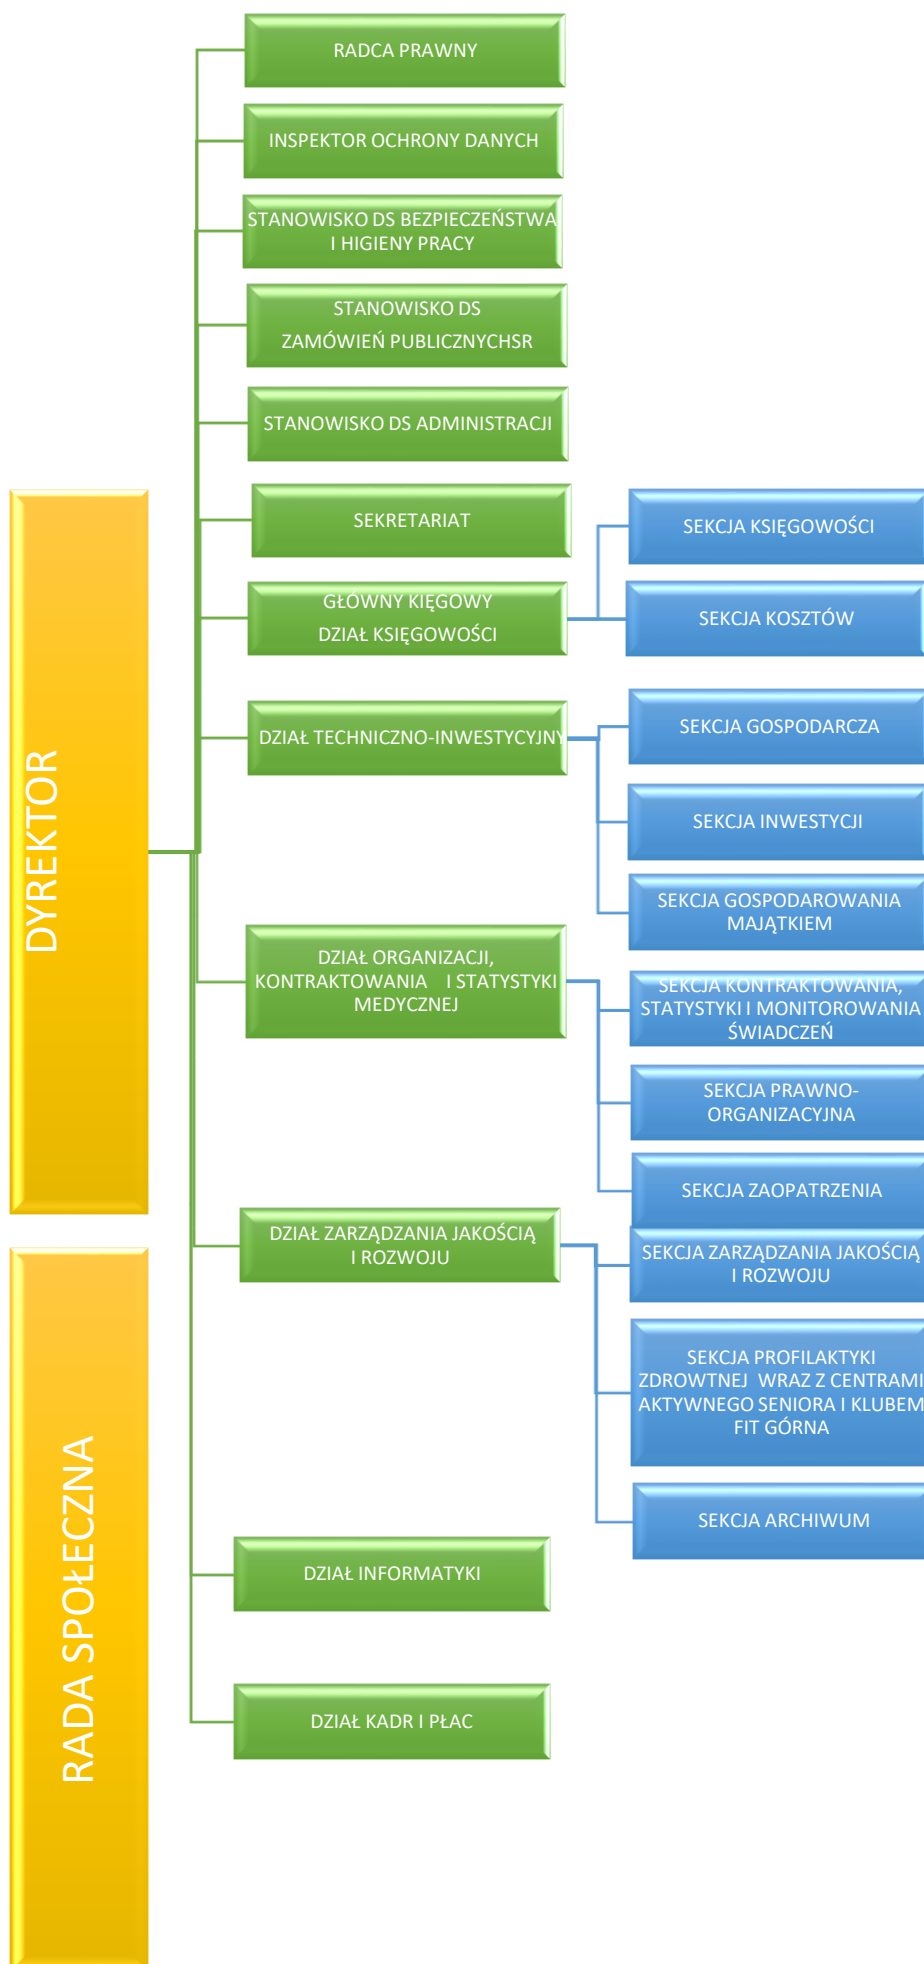 RADCA PRAWNY
INSPEKTOR OCHRONY DANYCH
STANOWISKO DS BEZPIECZEŃSTWA
I HIGIENY PRACY
STANOWISKO DS
ZAMÓWIEŃ PUBLICZNYCHSR
STANOWISKO DS ADMINISTRACJI
SEKRETARIAT
GŁÓWNY KIĘGOWY
DZIAŁ KSIĘGOWOŚCI
SEKCJA KSIĘGOWOŚCI
SEKCJA KOSZTÓW
DYREKTOR
DZIAŁ TECHNICZNO-INWESTYCYJNY
SEKCJA GOSPODARCZA
SEKCJA INWESTYCJI
SEKCJA GOSPODAROWANIA
MAJĄTKIEM
DZIAŁ ORGANIZACJI,
KONTRAKTOWANIA I STATYSTYKI
MEDYCZNEJ
SEKCJA KONTRAKTOWANIA,
STATYSTYKI I MONITOROWANIA
ŚWIADCZEŃ
SEKCJA PRAWNO-
ORGANIZACYJNA
SEKCJA ZAOPATRZENIA
DZIAŁ ZARZĄDZANIA JAKOŚCIĄ
I ROZWOJU
SEKCJA ZARZĄDZANIA JAKOŚCIĄ
I ROZWOJU
SEKCJA PROFILAKTYKI
ZDROWTNEJ WRAZ Z CENTRAMI
AKTYWNEGO SENIORA I KLUBEM
FIT GÓRNA
SEKCJA ARCHIWUM
RADA SPOŁECZNA
DZIAŁ INFORMATYKI
DZIAŁ KADR I PŁAC